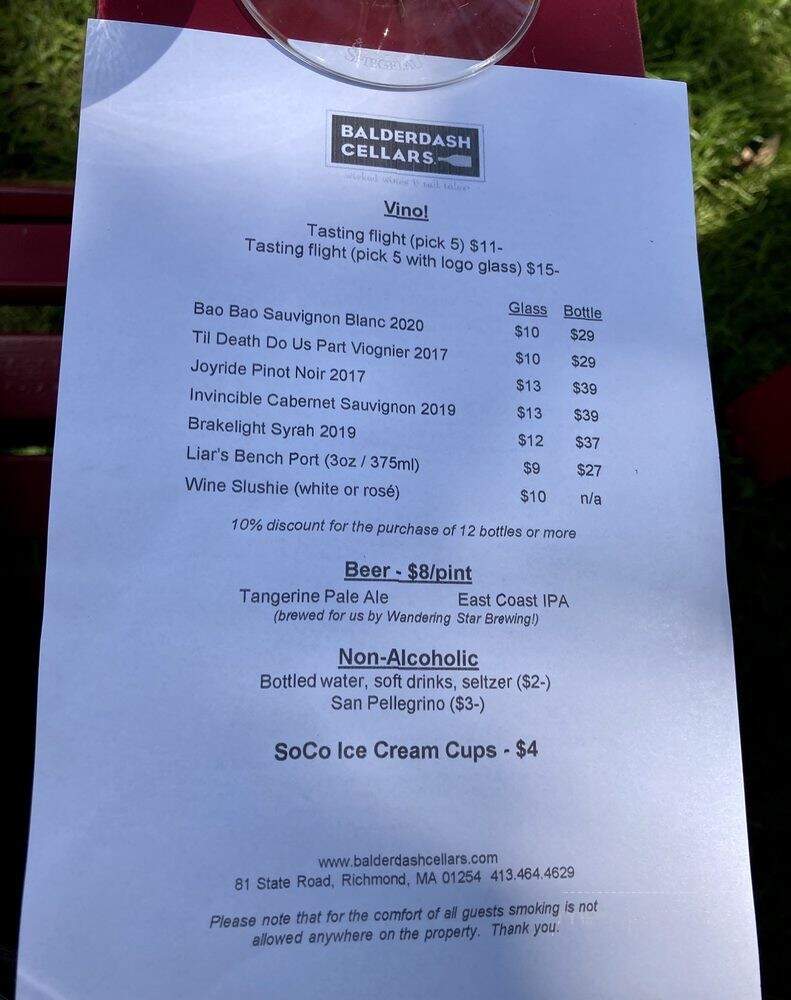 SPIEGELAU
BALDERDASH
CELLARS
wicked wines & tall tales
Vino!
Tasting flight (pick 5) $11-
Tasting flight (pick 5 with logo glass) $15-
Glass Bottle
Bao Bao Sauvignon Blanc 2020 $10 $29
Til Death Do Us Part Viognier 2017 $10 $29
Joyride Pinot Noir 2017 $13 $39
Invincible Cabernet Sauvignon 2019 $13 $39
Brakelight Syrah 2019 $12 $37
Liar's Bench Port (3oz / 375ml) $9 $27
Wine Slushie (white or rosé) $10 n/a
10% discount for the purchase of 12 bottles or more
Beer - $8/pint
Tangerine Pale Ale East Coast IPA
(brewed for us by Wandering Star Brewing!)
Non-Alcoholic
Bottled water, soft drinks, seltzer ($2-)
San Pellegrino ($3-)
SoCo Ice Cream Cups - $4
www.balderdashcellars.com
81 State Road, Richmond, MA 01254 413.464.4629
Please note that for the comfort of all guests smoking is not
allowed anywhere on the property. Thank you.